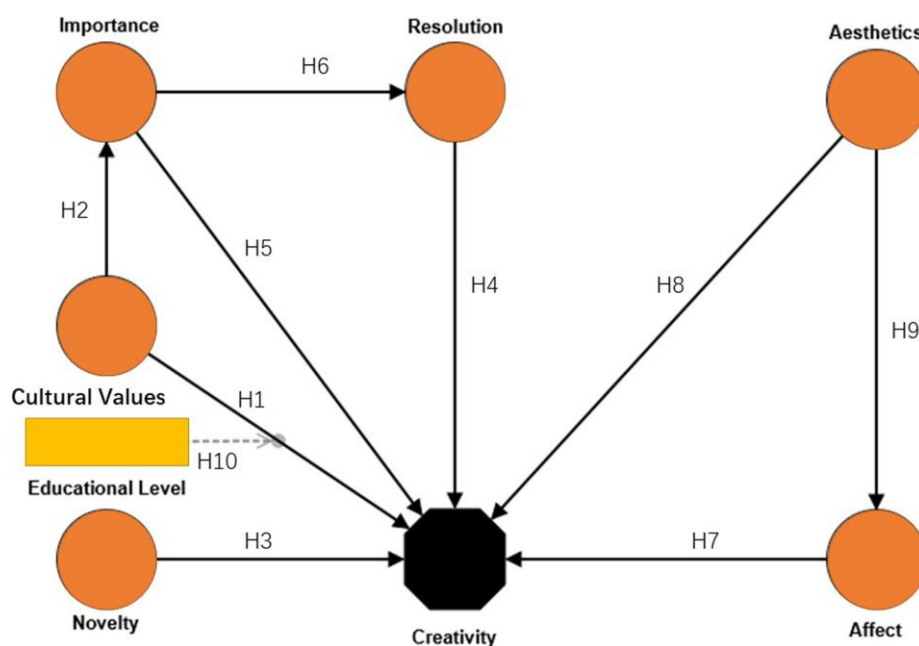 Importance
Resolution
Aesthetics
H6
H2
H5
H4
H8
H9
Cultural Values
H1
H10
Educational Level
H3
H7
Novelty
Creativity
Affect